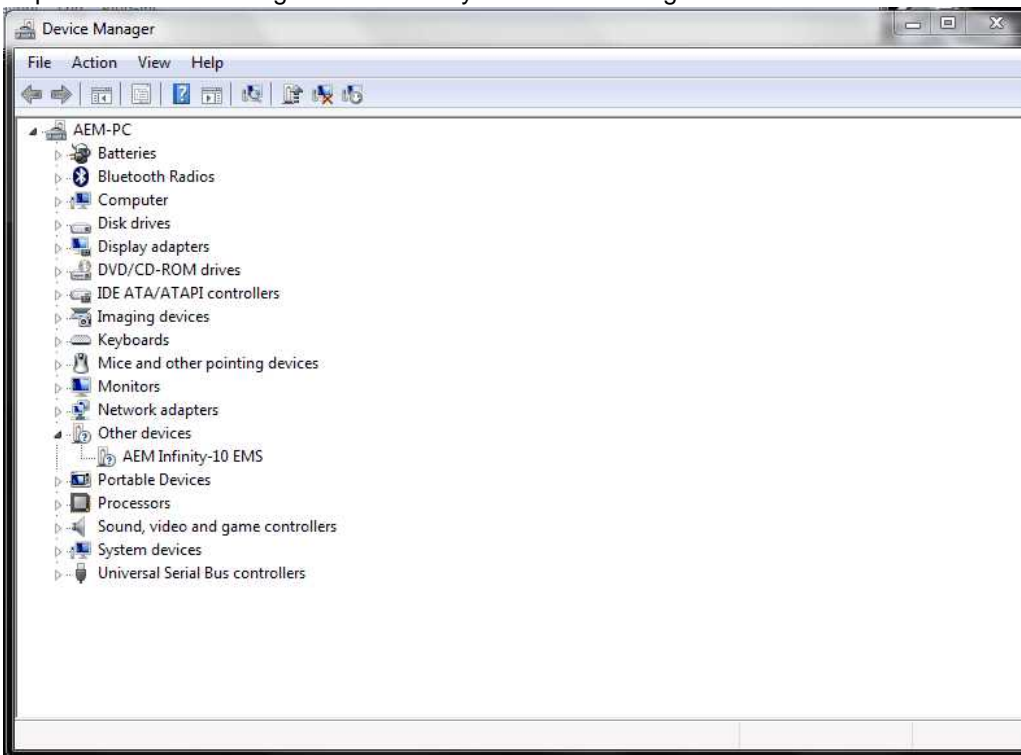 Device Manager
File Action View Help
AEM-PC
Batteries
Bluetooth Radios
Computer
Disk drives
Display adapters
DVD/CD-ROM drives
IDE ATA/ATAPI controllers
Imaging devices
Keyboards
Mice and other pointing devices
Monitors
Network adapters
Other devices
AEM Infinity-10 EMS
Portable Devices
Processors
Sound, video and game controllers
System devices
Universal Serial Bus controllers